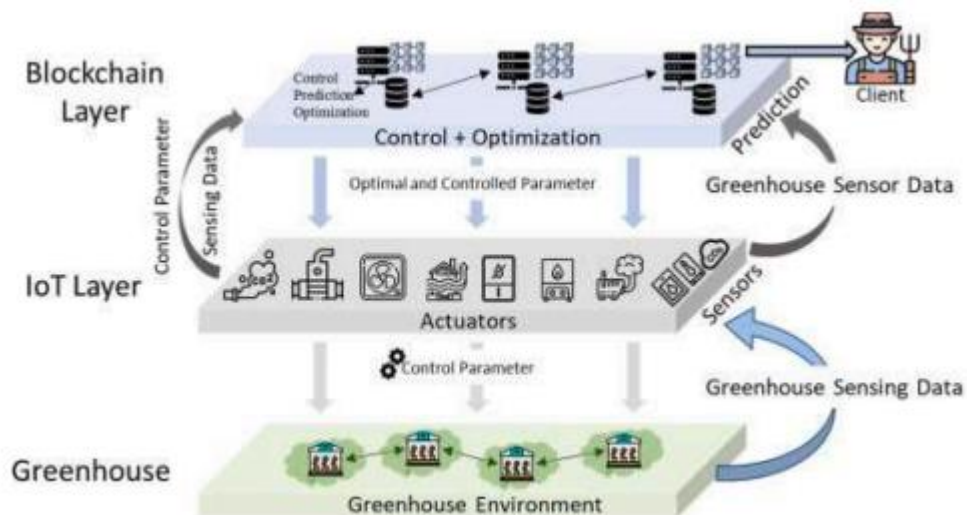 Blockchain
Layer
Control
Prediction
Optimization
Client
Control + Optimization
Prediction
Control Parameter
Sensing Data
Optimal and Controlled Parameter
Greenhouse Sensor Data
IoT Layer
Actuators
Sensors
Control Parameter
Greenhouse Sensing Data
Greenhouse
Greenhouse Environment